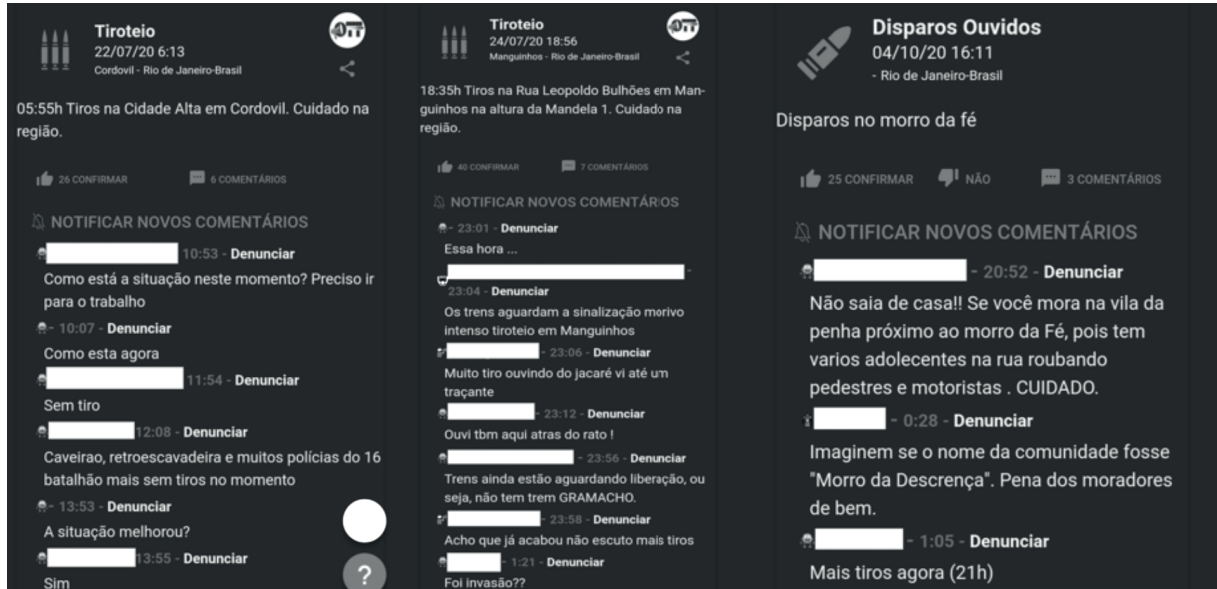 Tiroteio
22/07/20 6:13
Cordovil - Rio de Janeiro-Brasil
OTT
05:55h Tiros na Cidade Alta em Cordovil. Cuidado na
região.
26 CONFIRMAR 6 COMENTÁRIOS
NOTIFICAR NOVOS COMENTÁRIOS
10:53 - Denunciar
Como está a situação neste momento? Preciso ir
para o trabalho
- 10:07 - Denunciar
Como esta agora
11:54 - Denunciar
Sem tiro
12:08 - Denunciar
Caveirao, retroescavadeira e muitos polícias do 16
batalhão mais sem tiros no momento
- 13:53 - Denunciar
A situação melhorou?
13:55 - Denunciar
Sim
?
Tiroteio
24/07/20 18:56
Manguinhos - Rio de Janeiro-Brasil
OTT
18:35h Tiros na Rua Leopoldo Bulhões em Man-
guinhos na altura da Mandela 1. Cuidado na
região.
40 CONFIRMAR 7 COMENTÁRIOS
NOTIFICAR NOVOS COMENTÁRIOS
- 23:01 - Denunciar
Essa hora ...
-
23:04 - Denunciar
Os trens aguardam a sinalização morivo
intenso tiroteio em Manguinhos
- 23:06 - Denunciar
Muito tiro ouvindo do jacaré vi até um
traçante
- 23:12 - Denunciar
Ouvi tbm aqui atras do rato !
- 23:56 - Denunciar
Trens ainda estão aguardando liberação, ou
seja, não tem trem GRAMACHO.
- 23:58 - Denunciar
Acho que já acabou não escuto mais tiros
- 1:21 - Denunciar
Foi invasão??
Disparos Ouvidos
04/10/20 16:11
- Rio de Janeiro-Brasil
Disparos no morro da fé
25 CONFIRMAR NÃO 3 COMENTÁRIOS
NOTIFICAR NOVOS COMENTÁRIOS
- 20:52 - Denunciar
Não saia de casa!! Se você mora na vila da
penha próximo ao morro da Fé, pois tem
varios adolecentes na rua roubando
pedestres e motoristas . CUIDADO.
- 0:28 - Denunciar
Imaginem se o nome da comunidade fosse
"Morro da Descrença". Pena dos moradores
de bem.
- 1:05 - Denunciar
Mais tiros agora (21h)